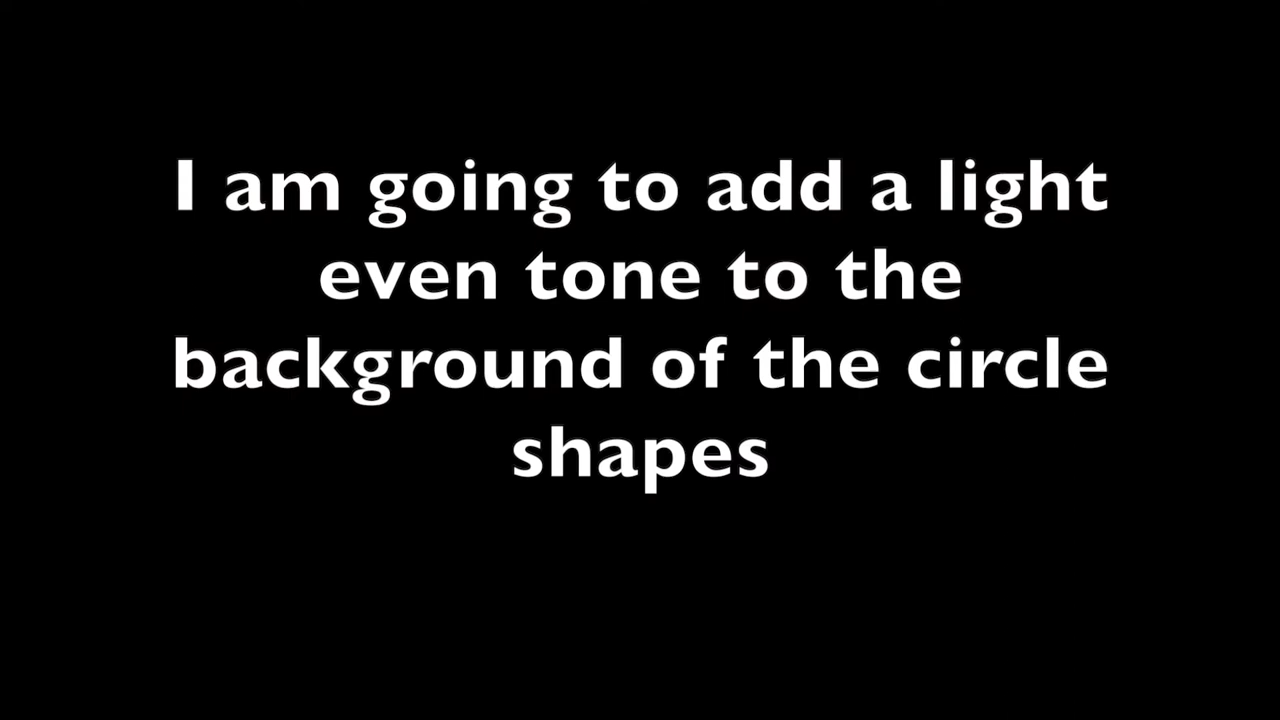 I am going to add a light
even tone to the
background of the circle
shapes